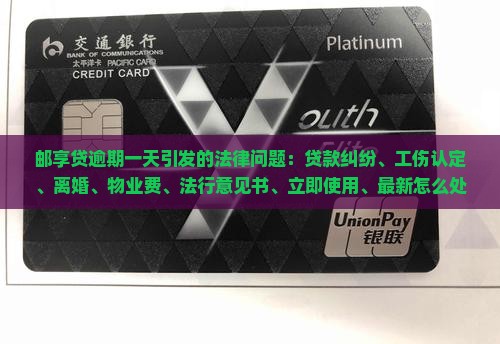 交通銀行
BANK OF COMMUNICATIONS
太平洋卡 PACIFIC CARD
CREDIT CARD
Platinum
outh
邮享贷逾期一天引发的法律问题：贷款纠纷、工伤认定
、离婚、物业费、法行意见书、立即使用、最新怎么处
UnionPay
银联